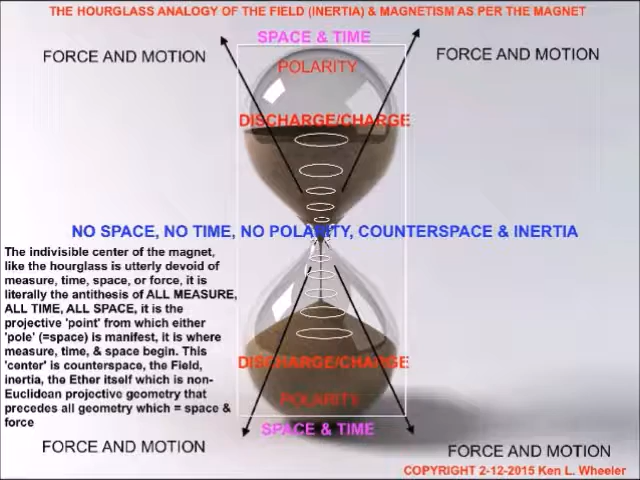 THE HOURGLASS ANALOGY OF THE FIELD (INERTIA) & MAGNETISM AS PER THE MAGNET
SPACE & TIME
FORCE AND MOTION
FORCE AND MOTION
POLARITY
DISCHARGE/CHARGE
NO SPACE, NO TIME, NO POLARITY, COUNTERSPACE & INERTIA
The indivisible center of the magnet,
like the hourglass is utterly devoid of
measure, time, space, or force, it is
literally the antithesis of ALL MEASURE,
ALL TIME, ALL SPACE, it is the
projective 'point' from which either
'pole' (=space) is manifest, it is where
measure, time, & space begin. This
'center' is counterspace, the Field,
inertia, the Ether itself which is non-
Euclidean projective geometry that
precedes all geometry which = space &
force
DISCHARGE/CHARGE
POLARITY
SPACE & TIME
FORCE AND MOTION
FORCE AND MOTION
COPYRIGHT 2-12-2015 Ken L. Wheeler